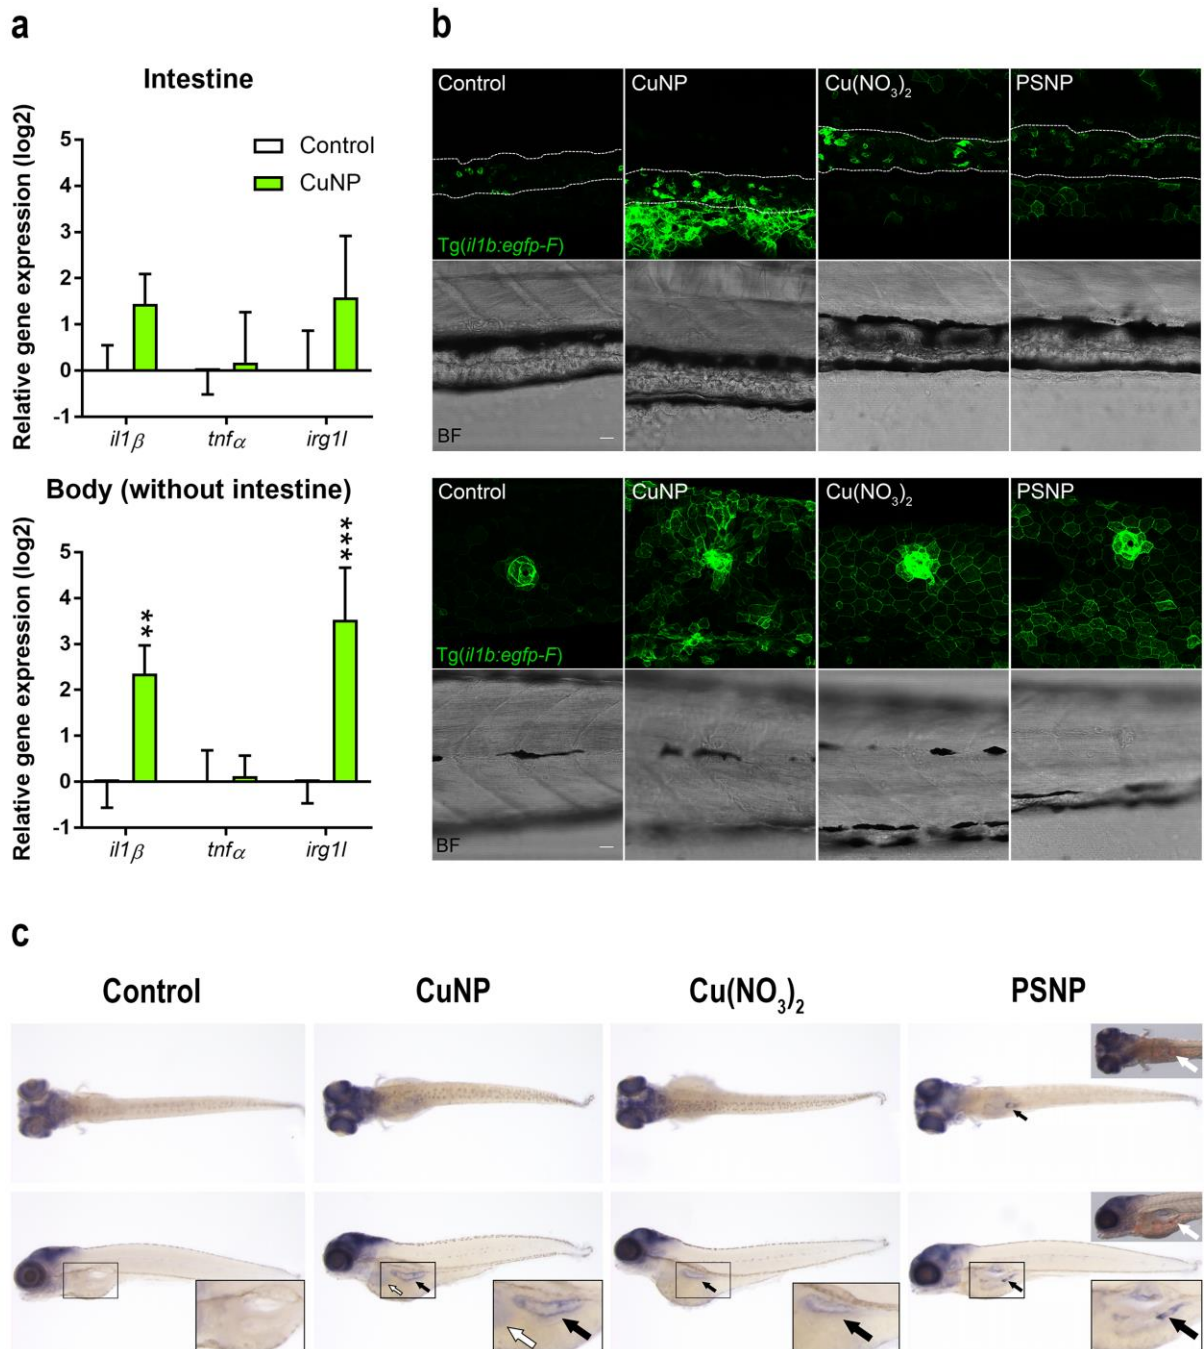 a
Intestine
Relative gene expression (log2)
5
4
3
2
1
0
-1
Control
CuNP
il1β
tnfα
irg1l
Body (without intestine)
Relative gene expression (log2)
5
4
3
2
1
0
-1
**
***
il1β
tnfα
irg1l
b
Control
CuNP
Cu(NO3)2
PSNP
Tg(il1b:egfp-F)
BF
Control
CuNP
Cu(NO3)2
PSNP
Tg(il1b:egfp-F)
BF
c
Control
CuNP
Cu(NO3)2
PSNP